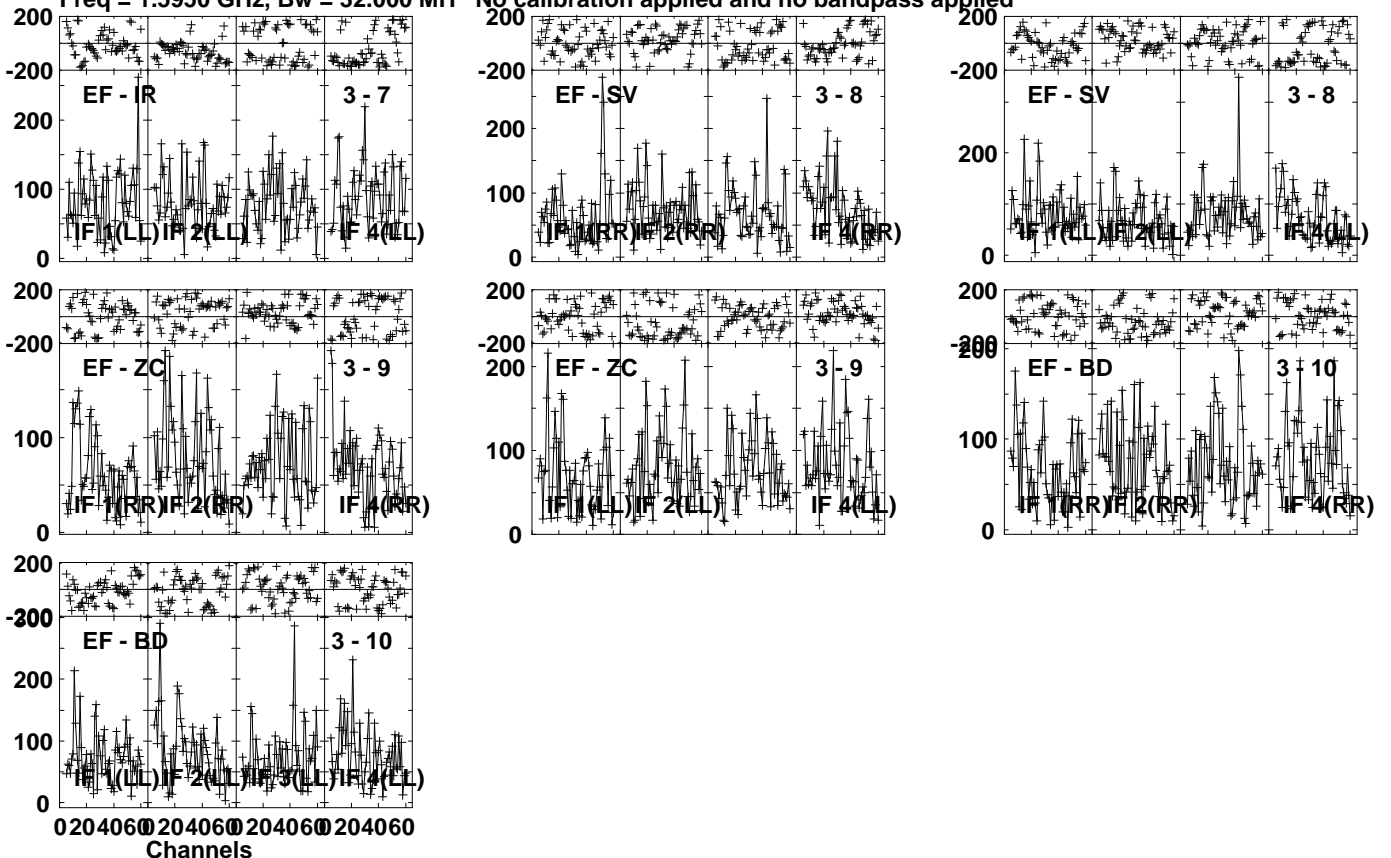 Freq = 1.5950 GHz, Bw = 32.000 MH No calibration applied and no bandpass applied
200 200 200
-200 -200 -200
EF - IR 3 - 7 EF - SV 3 - 8 EF - SV 3 - 8
200 200 200
100 100
IF 1(LL) IF 2(LL) IF 4(LL) IF 1(RR) IF 2(RR) IF 4(RR) IF 1(LL) IF 2(LL) IF 4(LL)
0 0 0
200 200 200
-200 -200 -200
200
EF - ZC 3 - 9 EF - ZC 3 - 9 EF - BD 3 - 10
200
100 100 100
IF 1(RR) IF 2(RR) IF 4(RR) IF 1(LL) IF 2(LL) IF 4(LL) IF 1(RR) IF 2(RR) IF 4(RR)
0 0 0
200
-200
300
EF - BD 3 - 10
200
100
IF 1(LL) IF 2(LL) IF 3(LL) IF 4(LL)
0
0 20 40 60 0 20 40 60 0 20 40 60 0 20 40 60
Channels